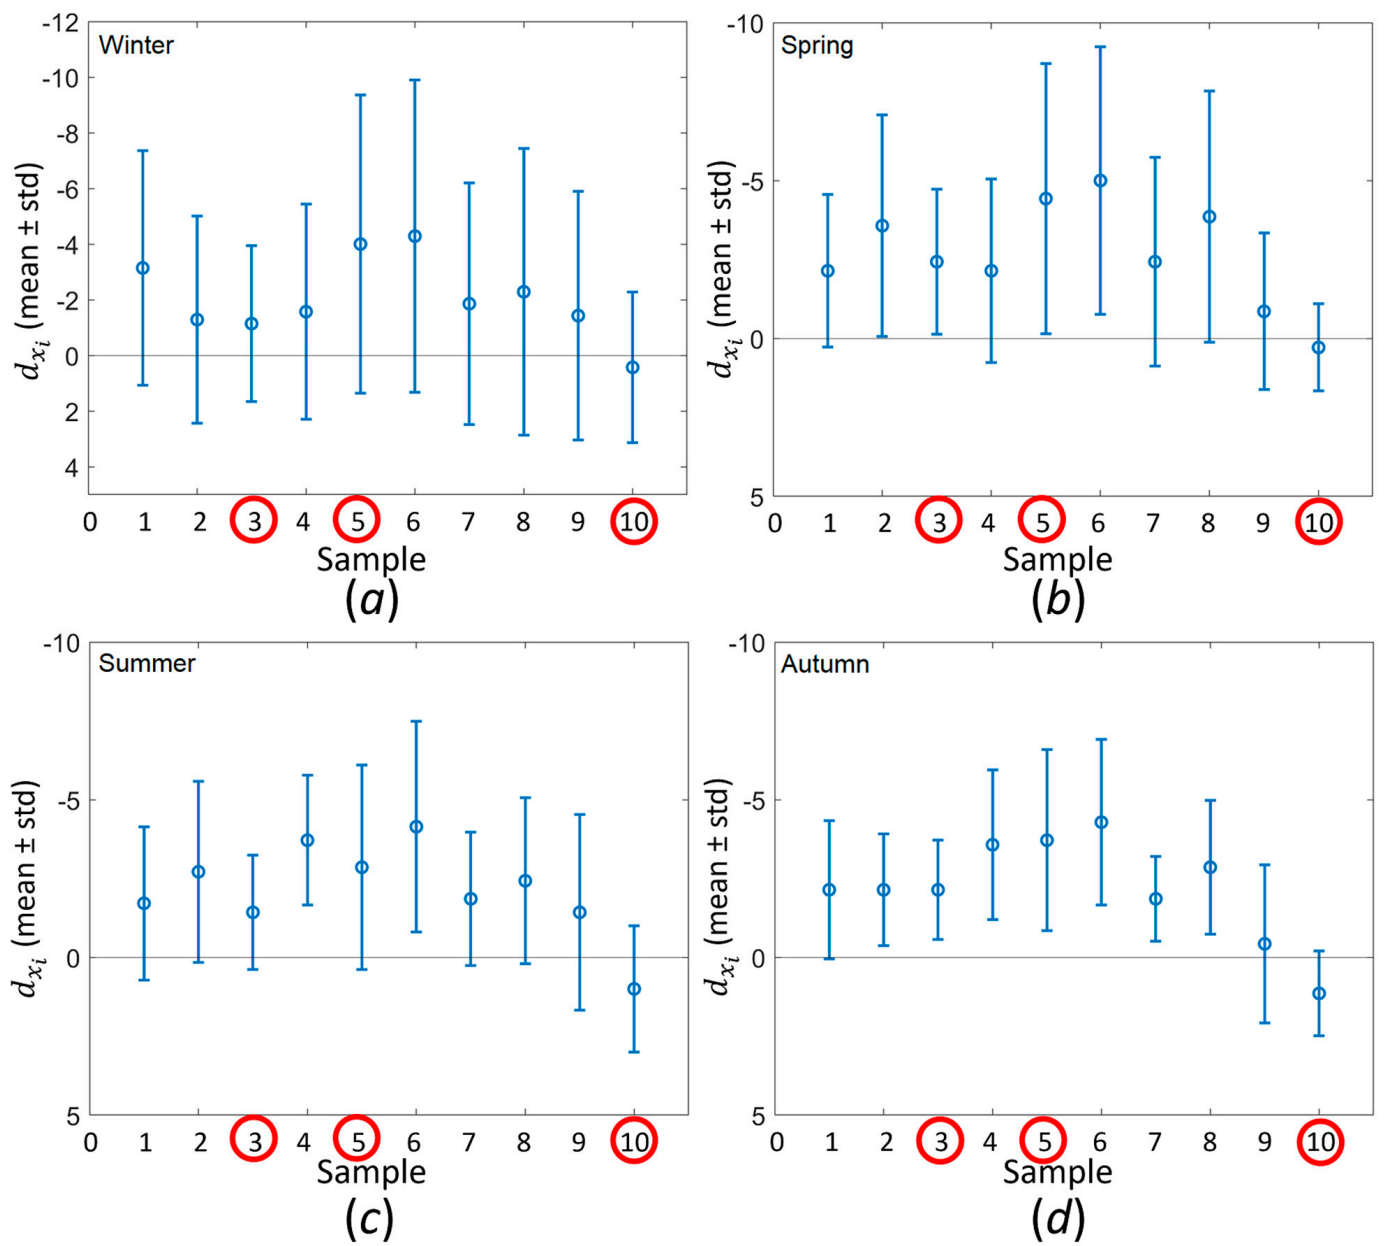 Winter
-12
-10
-8
-6
-4
-2
0
2
4
d_{x_i} (mean ± std)
0 1 2 3 4 5 6 7 8 9 10
Sample
(a)
Spring
-10
-5
0
5
d_{x_i} (mean ± std)
0 1 2 3 4 5 6 7 8 9 10
Sample
(b)
Summer
-10
-5
0
5
d_{x_i} (mean ± std)
0 1 2 3 4 5 6 7 8 9 10
Sample
(c)
Autumn
-10
-5
0
5
d_{x_i} (mean ± std)
0 1 2 3 4 5 6 7 8 9 10
Sample
(d)